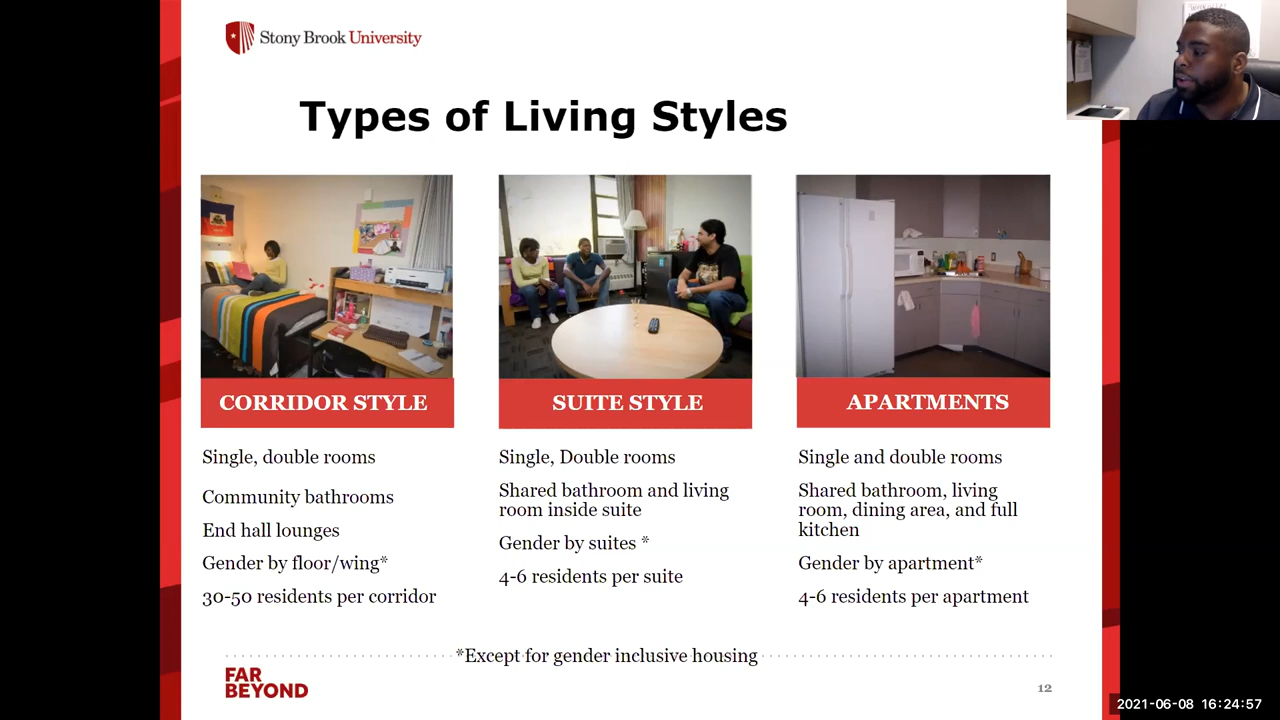 Stony Brook University
Types of Living Styles
CORRIDOR STYLE
Single, double rooms
Community bathrooms
End hall lounges
Gender by floor/wing*
30-50 residents per corridor
SUITE STYLE
Single, Double rooms
Shared bathroom and living
room inside suite
Gender by suites *
4-6 residents per suite
APARTMENTS
Single and double rooms
Shared bathroom, living
room, dining area, and full
kitchen
Gender by apartment*
4-6 residents per apartment
*Except for gender inclusive housing
FAR
BEYOND
12
2021-06-08 16:24:57